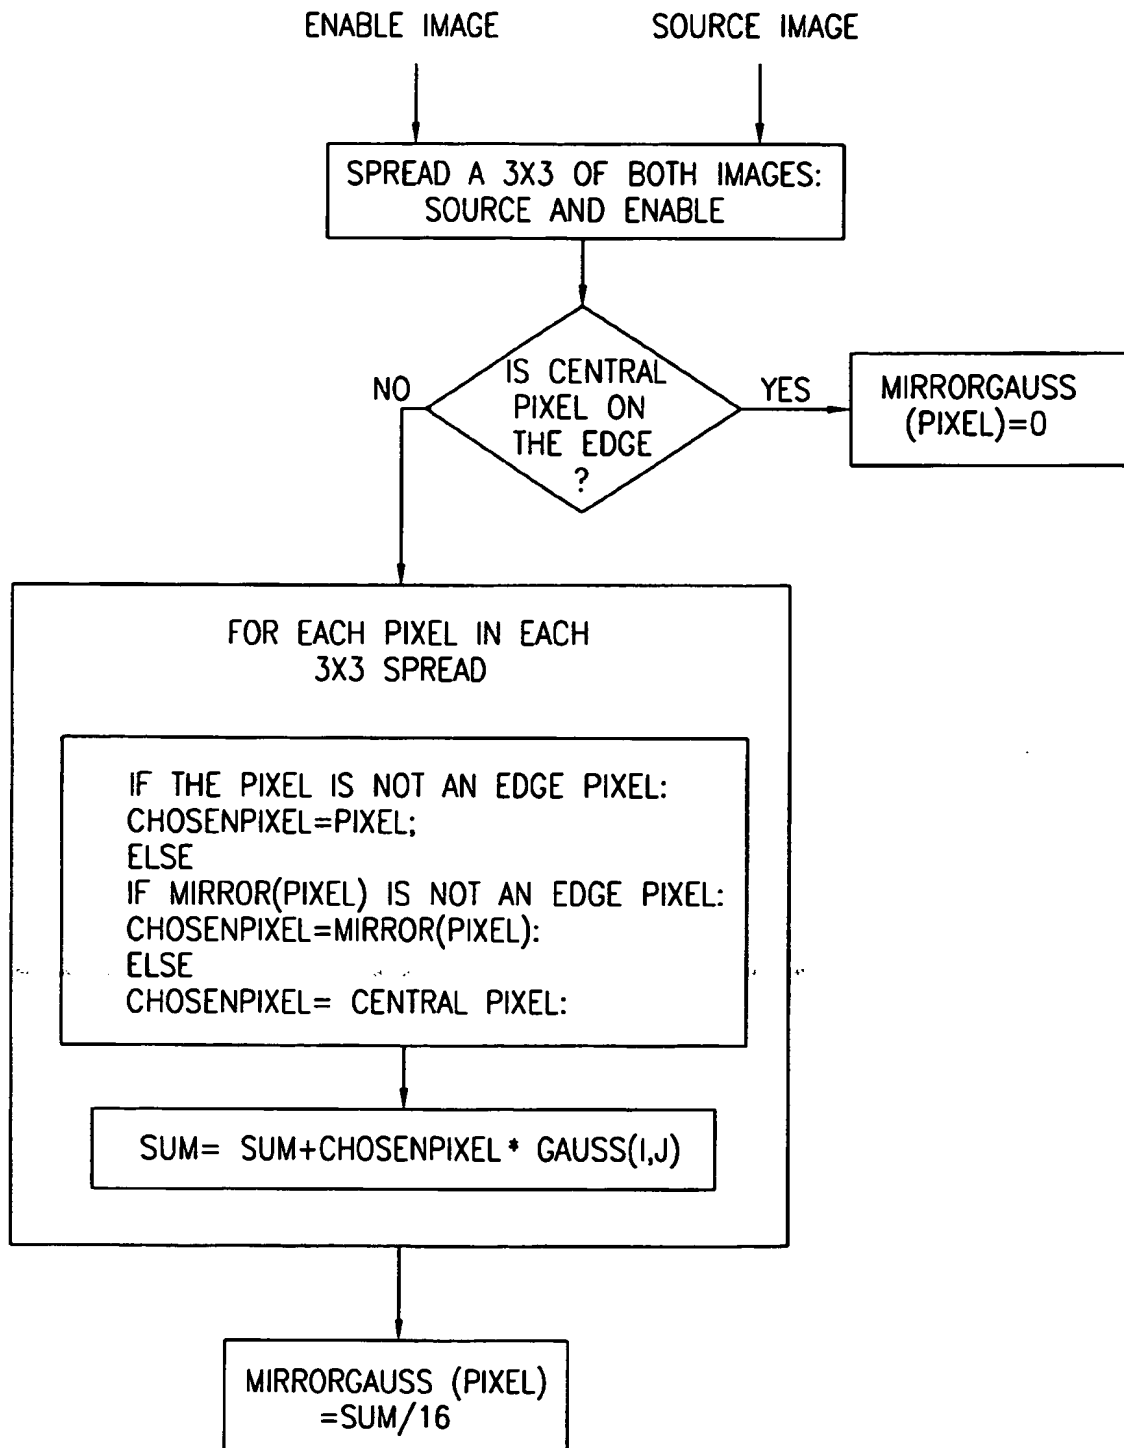 ENABLE IMAGE
SOURCE IMAGE
SPREAD A 3X3 OF BOTH IMAGES:
SOURCE AND ENABLE
IS CENTRAL
PIXEL ON
THE EDGE
?
NO
YES
MIRRORGAUSS
(PIXEL)=0
FOR EACH PIXEL IN EACH
3X3 SPREAD
IF THE PIXEL IS NOT AN EDGE PIXEL:
CHOSENPIXEL=PIXEL;
ELSE
IF MIRROR(PIXEL) IS NOT AN EDGE PIXEL:
CHOSENPIXEL=MIRROR(PIXEL):
ELSE
CHOSENPIXEL= CENTRAL PIXEL:
SUM= SUM+CHOSENPIXEL* GAUSS(I,J)
MIRRORGAUSS (PIXEL)
=SUM/16